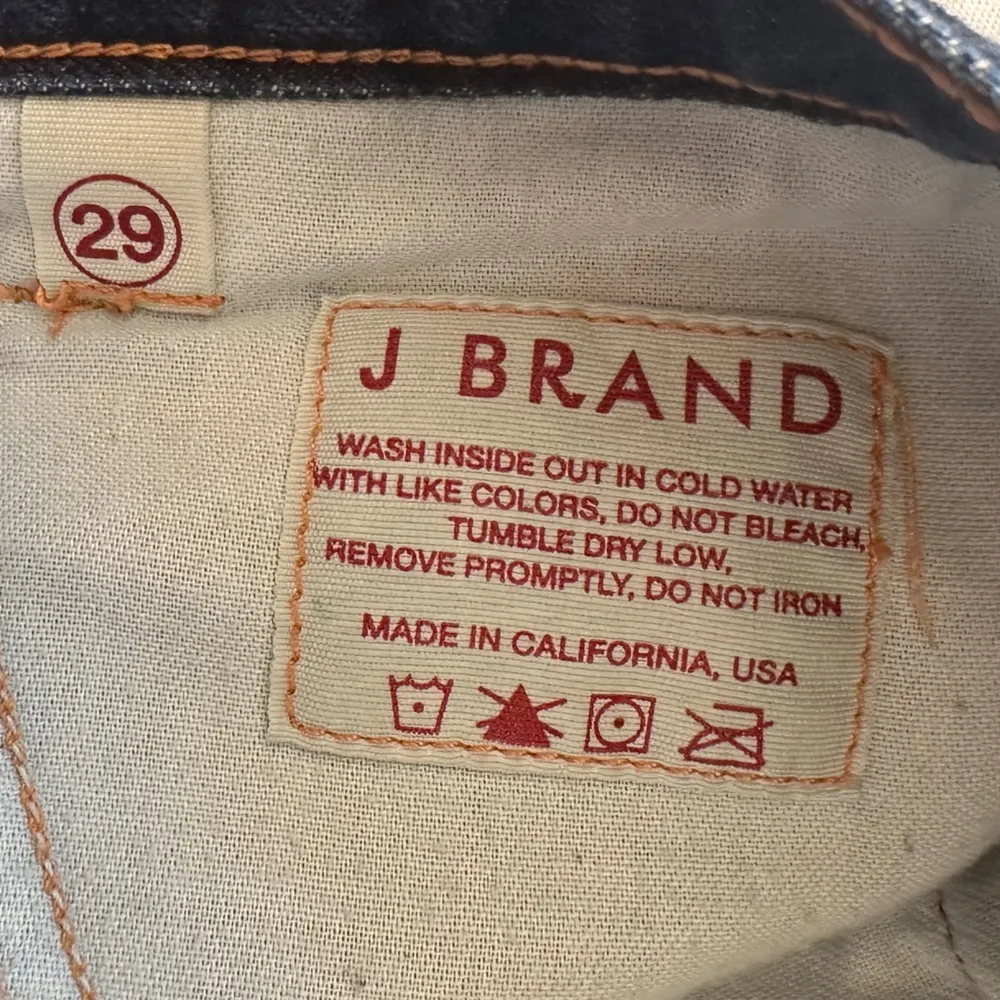 29
J BRAND
WASH INSIDE OUT IN COLD WATER
WITH LIKE COLORS, DO NOT BLEACH,
TUMBLE DRY LOW,
REMOVE PROMPTLY, DO NOT IRON
MADE IN CALIFORNIA, USA